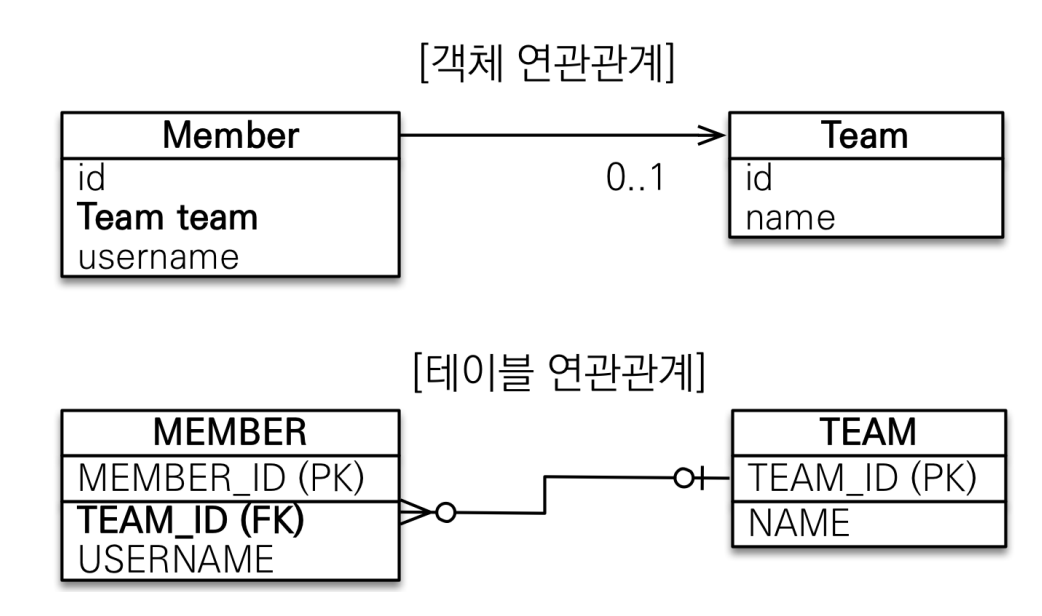 [객체 연관관계]
Member
id
Team team
username
0..1
Team
id
name
[테이블 연관관계]
MEMBER
MEMBER_ID (PK)
TEAM_ID (FK)
USERNAME
TEAM
TEAM_ID (PK)
NAME